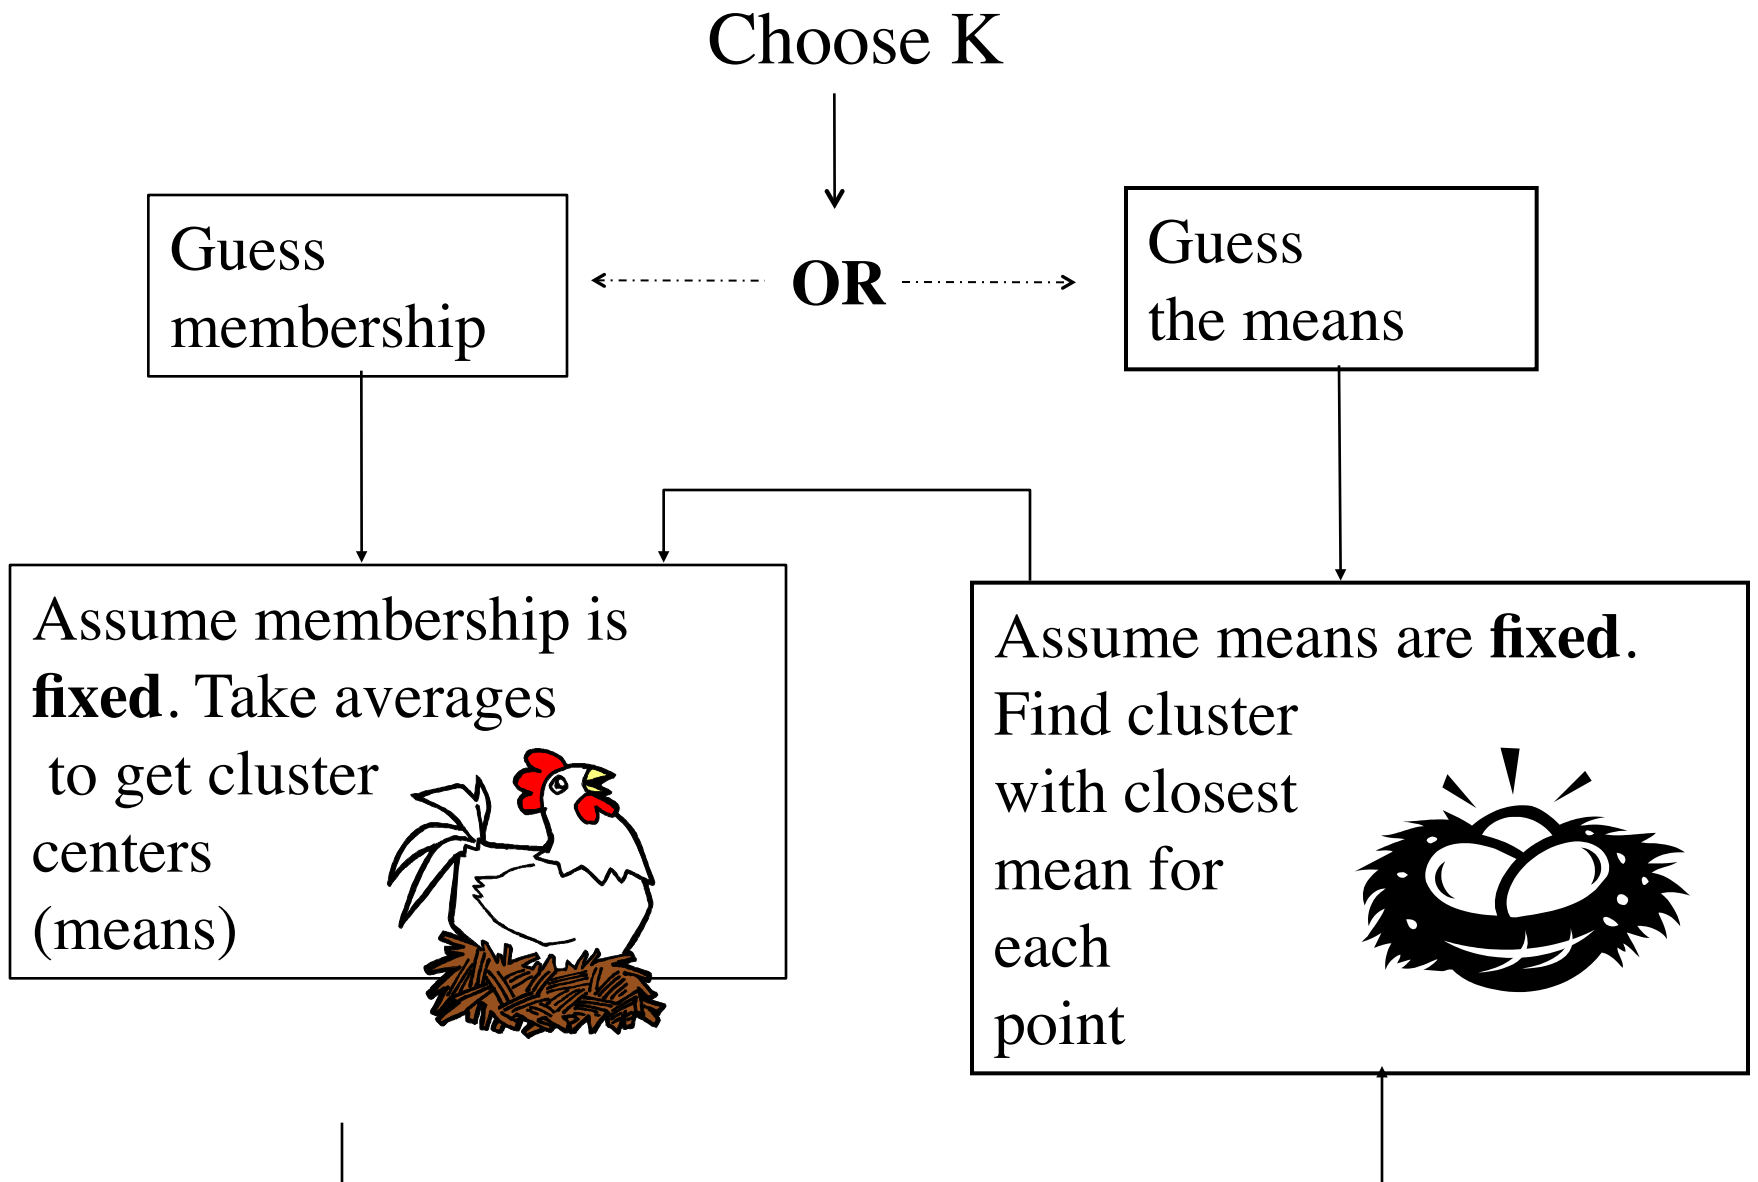 Choose K
Guess
membership
OR
Guess
the means
Assume membership is
fixed. Take averages
to get cluster
centers
(means)
Assume means are fixed.
Find cluster
with closest
mean for
each
point